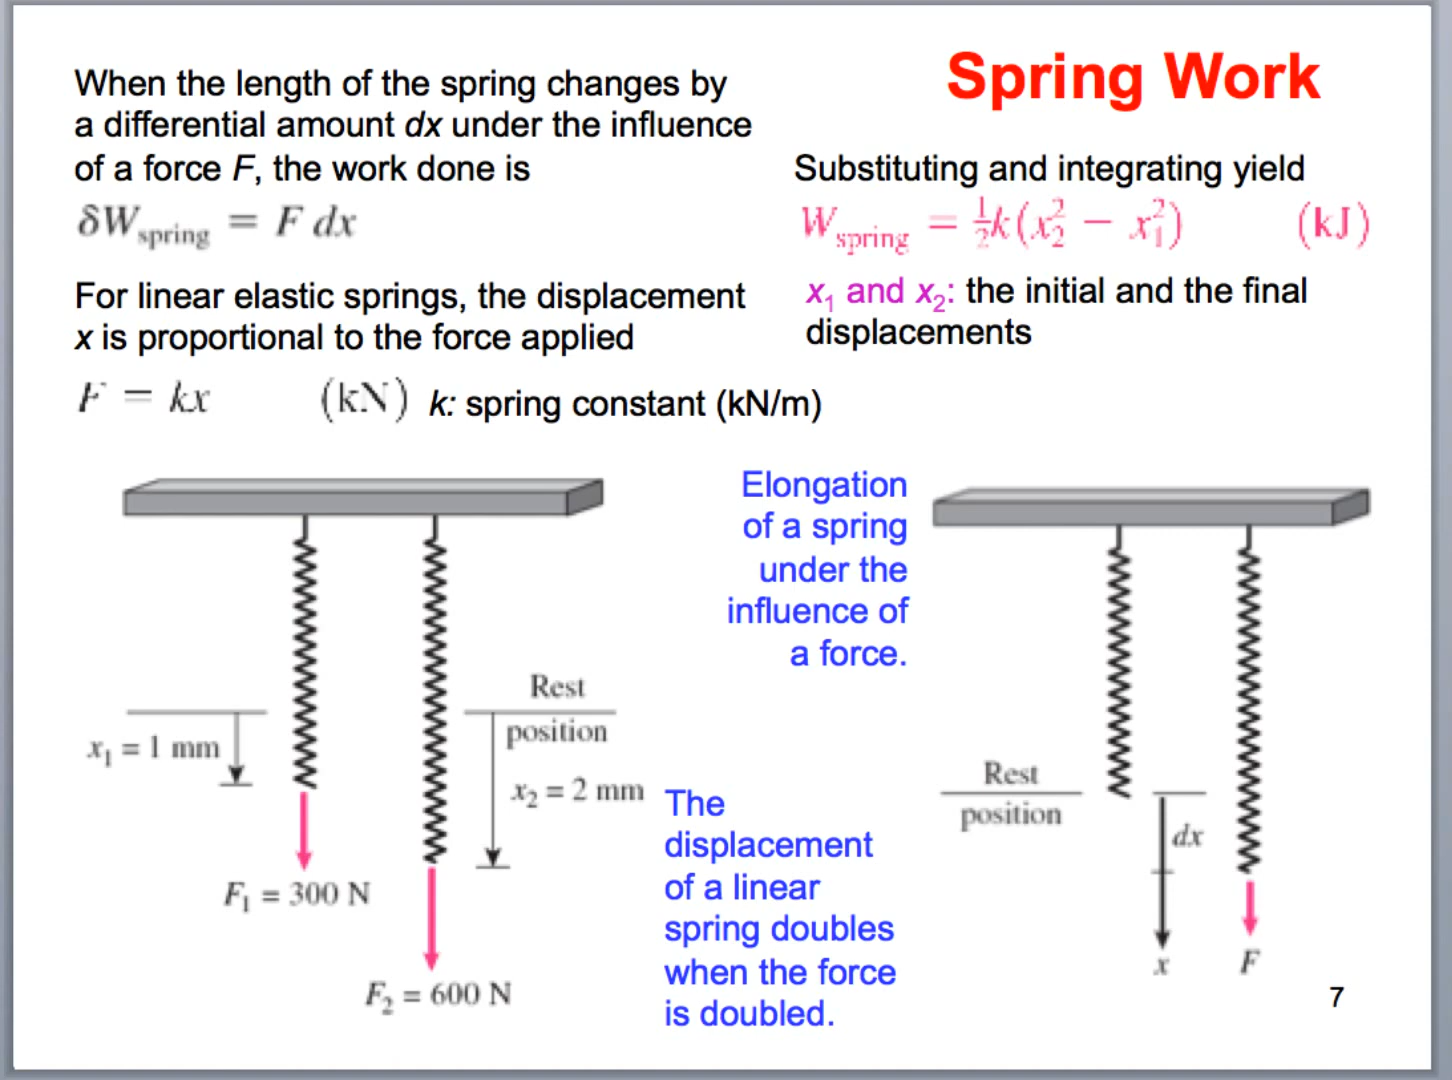 Spring Work
When the length of the spring changes by
a differential amount dx under the influence
of a force F, the work done is
δW_spring = F dx
For linear elastic springs, the displacement
x is proportional to the force applied
F = kx (kN) k: spring constant (kN/m)
Substituting and integrating yield
W_spring = ½k(x₂² − x₁²) (kJ)
x₁ and x₂: the initial and the final
displacements
x₁ = 1 mm
F₁ = 300 N
Rest
position
x₂ = 2 mm
F₂ = 600 N
Elongation
of a spring
under the
influence of
a force.
The
displacement
of a linear
spring doubles
when the force
is doubled.
Rest
position
dx
x
F
7